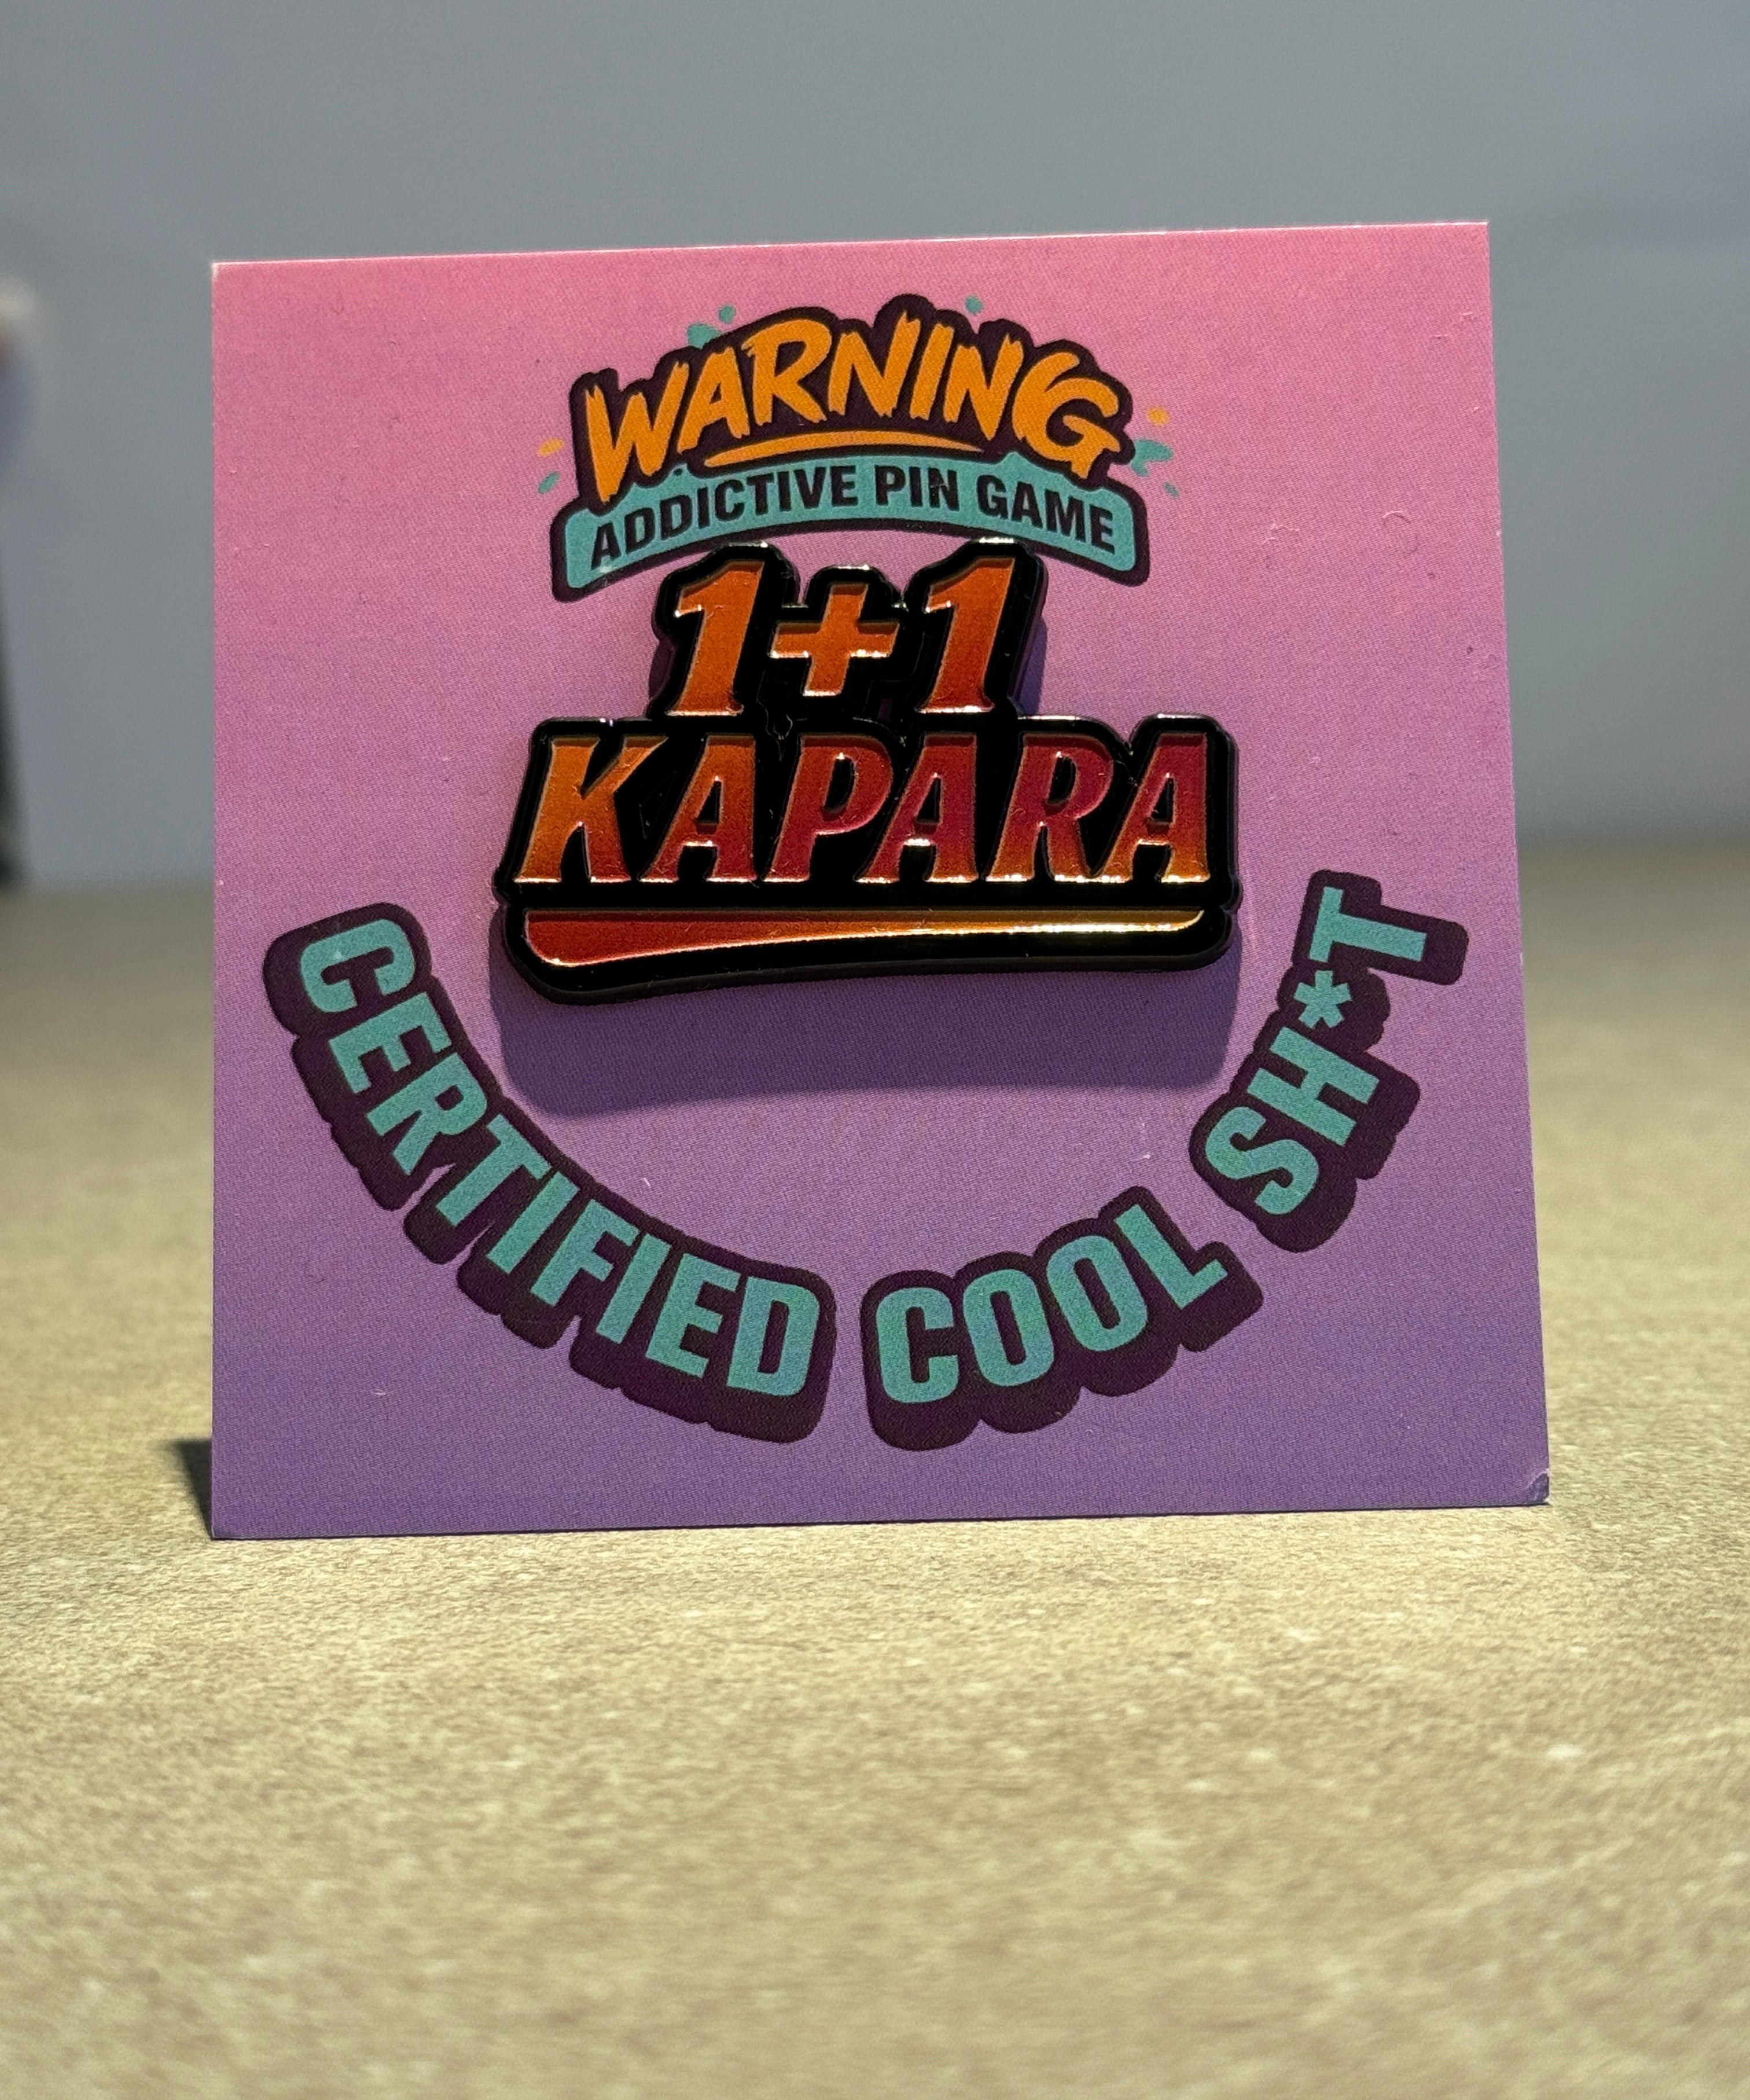 WARNING
ADDICTIVE PIN GAME
1+1
KAPARA
CERTIFIED COOL SH*T